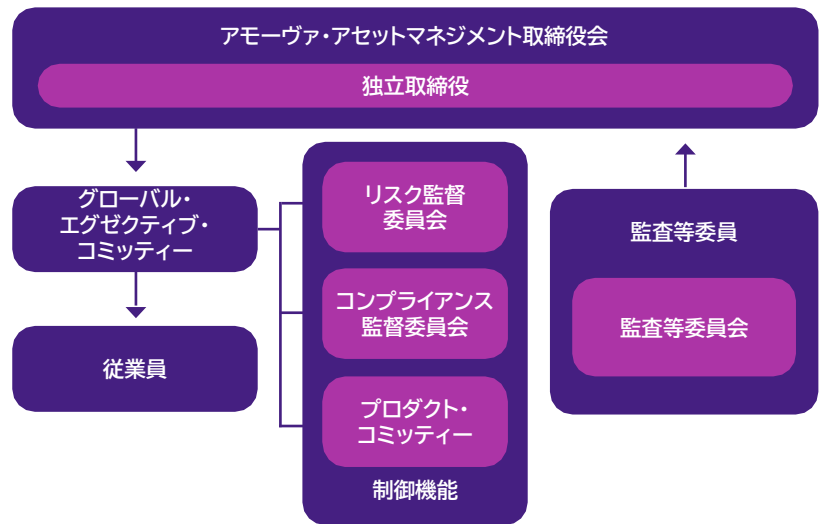 アモーヴァ・アセットマネジメント取締役会
独立取締役
グローバル・
エグゼクティブ・
コミッティー
従業員
リスク監督
委員会
コンプライアンス
監督委員会
プロダクト・
コミッティー
制御機能
監査等委員
監査等委員会